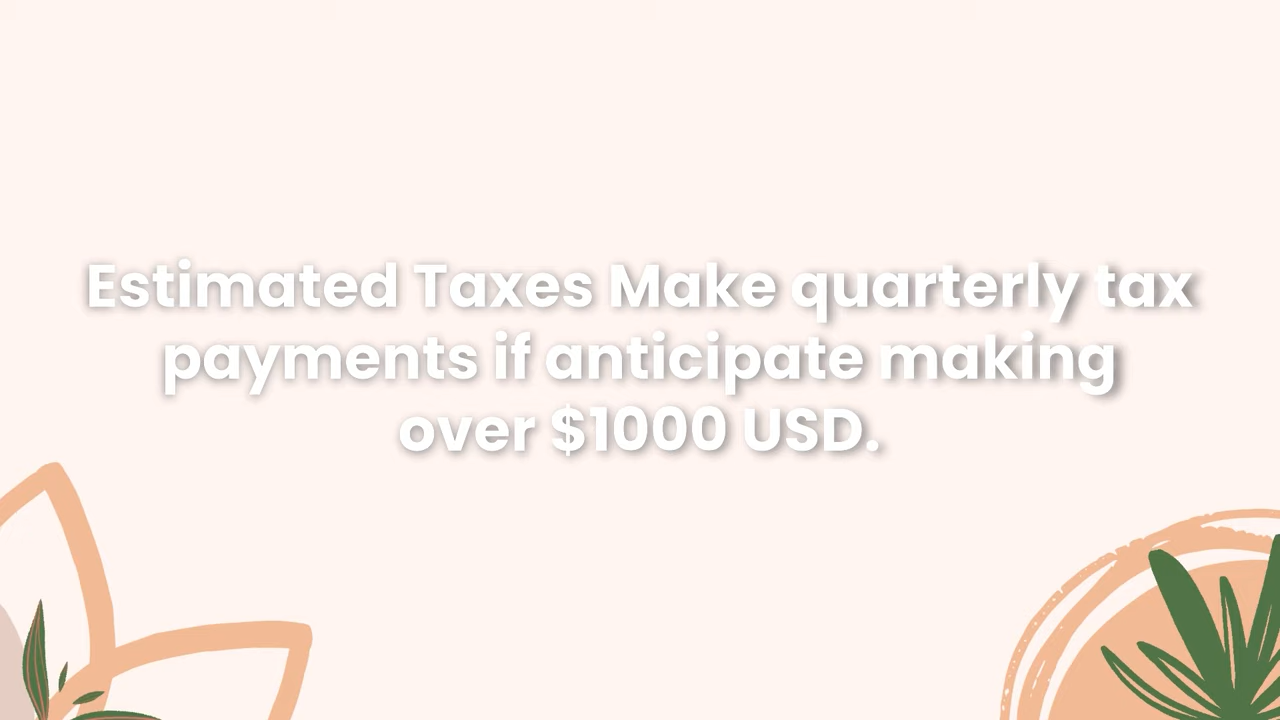 Estimated Taxes Make quarterly tax
payments if anticipate making
over $1000 USD.